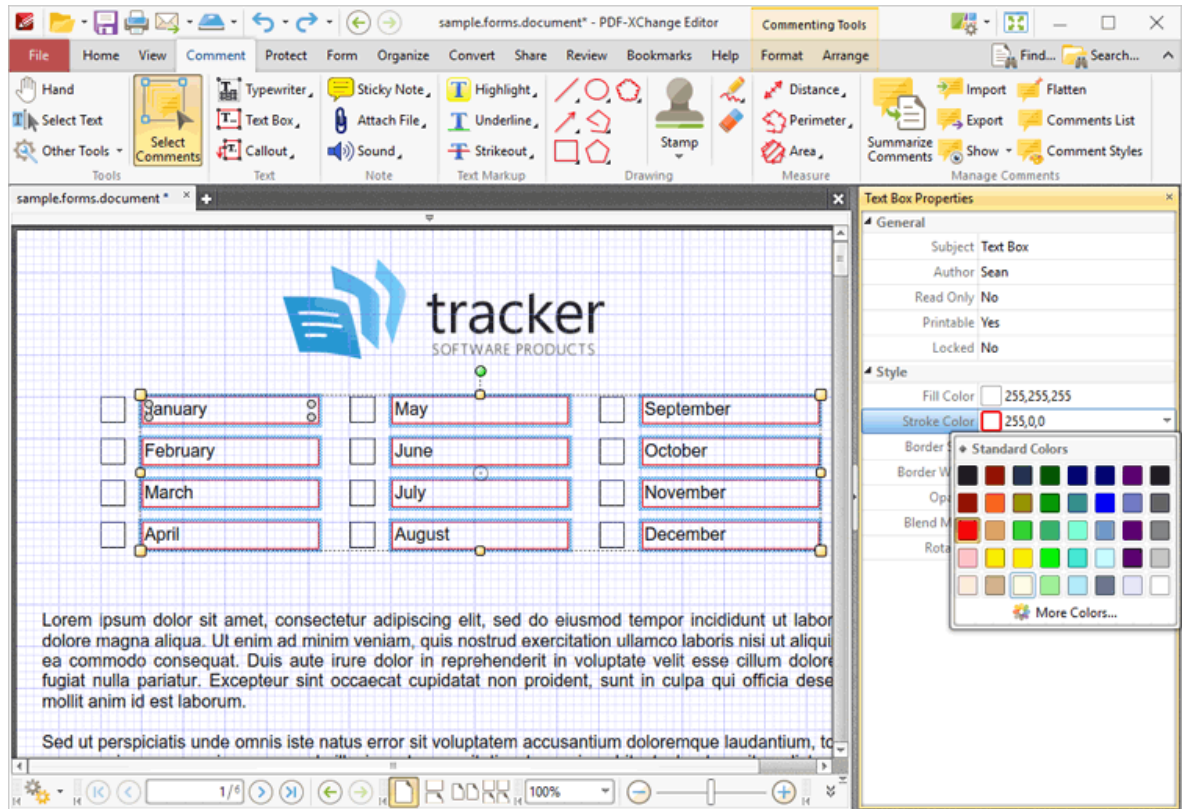 sample.forms.document* - PDF-XChange Editor
Commenting Tools
File Home View Comment Protect Form Organize Convert Share Review Bookmarks Help Format Arrange Find... Search...
Hand
Select Text
Other Tools
Tools
Select Comments
Typewriter
Text Box
Callout
Text
Sticky Note
Attach File
Sound
Note
Highlight
Underline
Strikeout
Text Markup
Stamp
Drawing
Distance
Perimeter
Area
Measure
Summarize Comments
Import
Export
Show
Flatten
Comments List
Comment Styles
Manage Comments
sample.forms.document *
tracker
SOFTWARE PRODUCTS
January May September
February June October
March July November
April August December
Lorem ipsum dolor sit amet, consectetur adipiscing elit, sed do eiusmod tempor incididunt ut labor
dolore magna aliqua. Ut enim ad minim veniam, quis nostrud exercitation ullamco laboris nisi ut aliqui
ea commodo consequat. Duis aute irure dolor in reprehenderit in voluptate velit esse cillum dolore
fugiat nulla pariatur. Excepteur sint occaecat cupidatat non proident, sunt in culpa qui officia dese
mollit anim id est laborum.
Sed ut perspiciatis unde omnis iste natus error sit voluptatem accusantium doloremque laudantium, to
1/6
100%
Text Box Properties
General
Subject Text Box
Author Sean
Read Only No
Printable Yes
Locked No
Style
Fill Color 255,255,255
Stroke Color 255,0,0
Border S
Border W
Opa
Blend M
Rota
Standard Colors
More Colors...